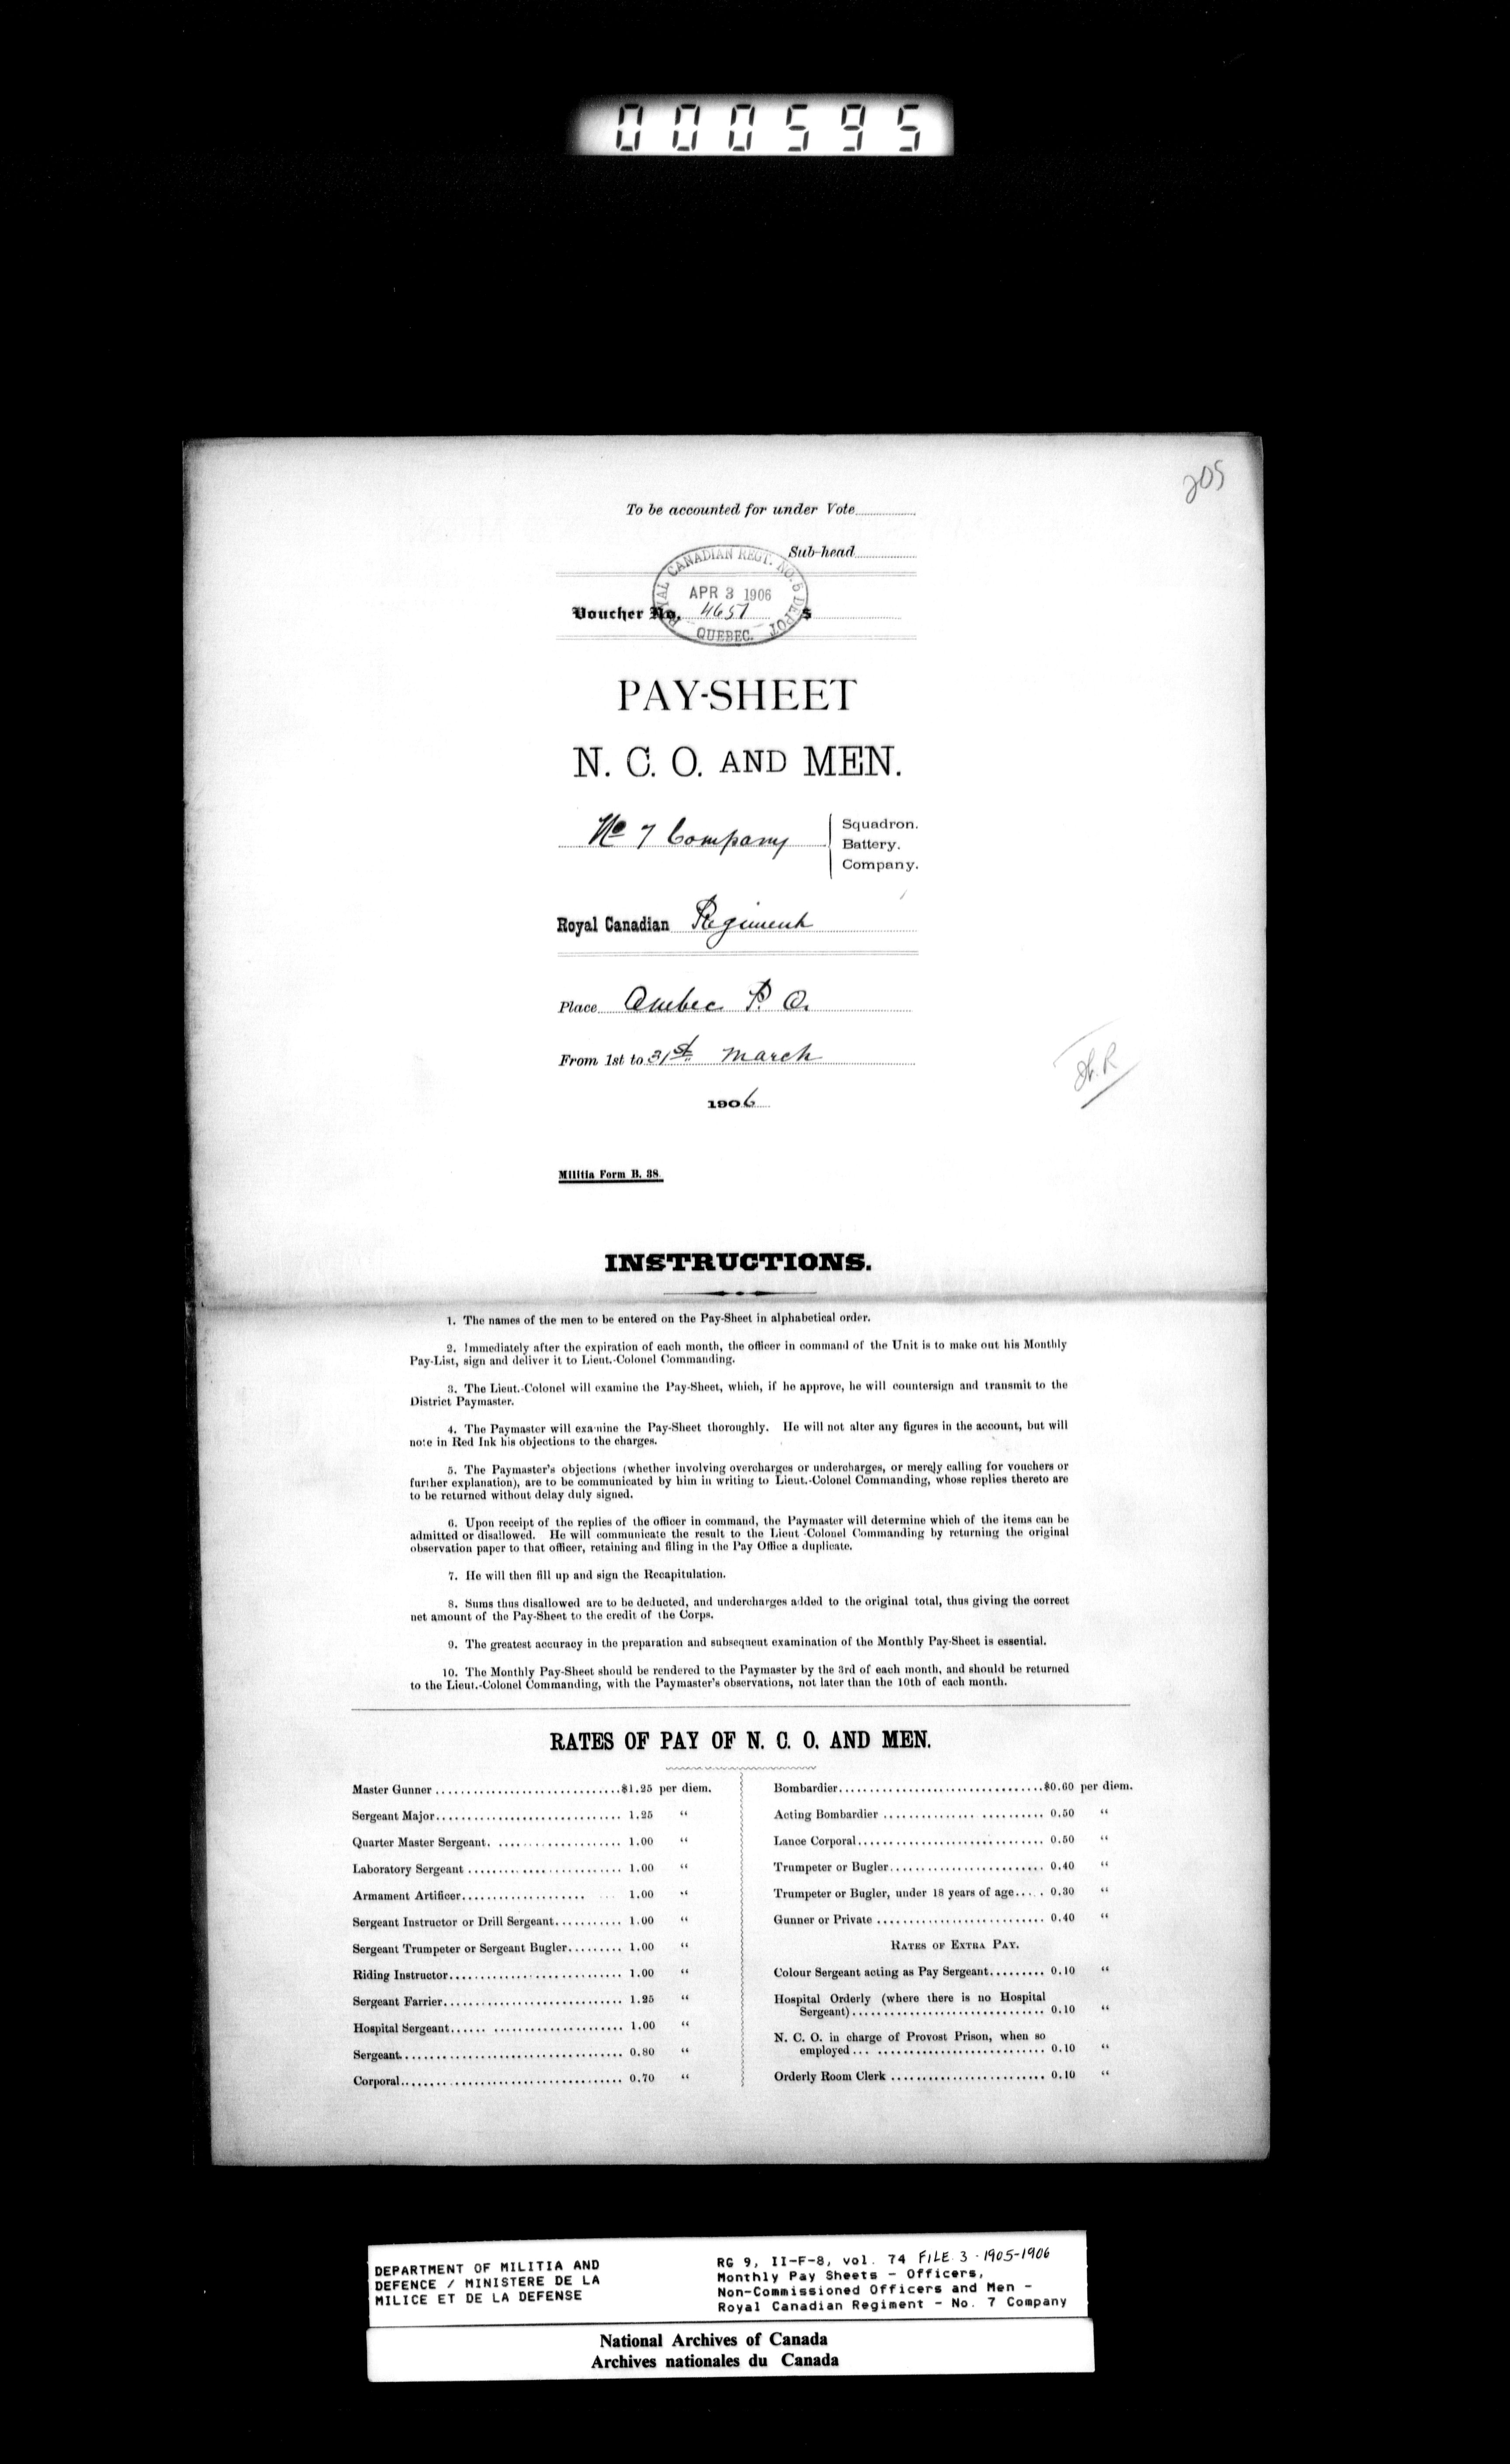 000595
205
To be accounted for under Vote
Sub-head
ROYAL CANADIAN REGT. NO. 5 DEPOT
APR 3 1906
QUEBEC.
Voucher No. 4657 $
PAY-SHEET
N. C. O. AND MEN.
No 7 Company
Squadron.
Battery.
Company.
Royal Canadian Regiment
Place Quebec P. Q.
From 1st to 31st March
1906
Militia Form B. 38.
INSTRUCTIONS.
1. The names of the men to be entered on the Pay-Sheet in alphabetical order.
2. Immediately after the expiration of each month, the officer in command of the Unit is to make out his Monthly
Pay-List, sign and deliver it to Lieut.-Colonel Commanding.
3. The Lieut.-Colonel will examine the Pay-Sheet, which, if he approve, he will countersign and transmit to the
District Paymaster.
4. The Paymaster will examine the Pay-Sheet thoroughly. He will not alter any figures in the account, but will
note in Red Ink his objections to the charges.
5. The Paymaster's objections (whether involving overcharges or undercharges, or merely calling for vouchers or
further explanation), are to be communicated by him in writing to Lieut.-Colonel Commanding, whose replies thereto are
to be returned without delay duly signed.
6. Upon receipt of the replies of the officer in command, the Paymaster will determine which of the items can be
admitted or disallowed. He will communicate the result to the Lieut -Colonel Commanding by returning the original
observation paper to that officer, retaining and filing in the Pay Office a duplicate.
7. He will then fill up and sign the Recapitulation.
8. Sums thus disallowed are to be deducted, and undercharges added to the original total, thus giving the correct
net amount of the Pay-Sheet to the credit of the Corps.
9. The greatest accuracy in the preparation and subsequent examination of the Monthly Pay-Sheet is essential.
10. The Monthly Pay-Sheet should be rendered to the Paymaster by the 3rd of each month, and should be returned
to the Lieut.-Colonel Commanding, with the Paymaster's observations, not later than the 10th of each month.
RATES OF PAY OF N. C. O. AND MEN.
Master Gunner $1.25 per diem.
Sergeant Major 1.25 "
Quarter Master Sergeant. 1.00 "
Laboratory Sergeant 1.00 "
Armament Artificer 1.00 "
Sergeant Instructor or Drill Sergeant 1.00 "
Sergeant Trumpeter or Sergeant Bugler 1.00 "
Riding Instructor 1.00 "
Sergeant Farrier 1.25 "
Hospital Sergeant 1.00 "
Sergeant 0.80 "
Corporal 0.70 "
Bombardier $0.60 per diem.
Acting Bombardier 0.50 "
Lance Corporal 0.50 "
Trumpeter or Bugler 0.40 "
Trumpeter or Bugler, under 18 years of age 0.30 "
Gunner or Private 0.40 "
RATES OF EXTRA PAY.
Colour Sergeant acting as Pay Sergeant 0.10 "
Hospital Orderly (where there is no Hospital
Sergeant) 0.10 "
N. C. O. in charge of Provost Prison, when so
employed 0.10 "
Orderly Room Clerk 0.10 "
DEPARTMENT OF MILITIA AND
DEFENCE / MINISTERE DE LA
MILICE ET DE LA DEFENSE
RG 9, II-F-8, vol. 74 FILE 3 · 1905-1906
Monthly Pay Sheets - Officers,
Non-Commissioned Officers and Men -
Royal Canadian Regiment - No. 7 Company
National Archives of Canada
Archives nationales du Canada